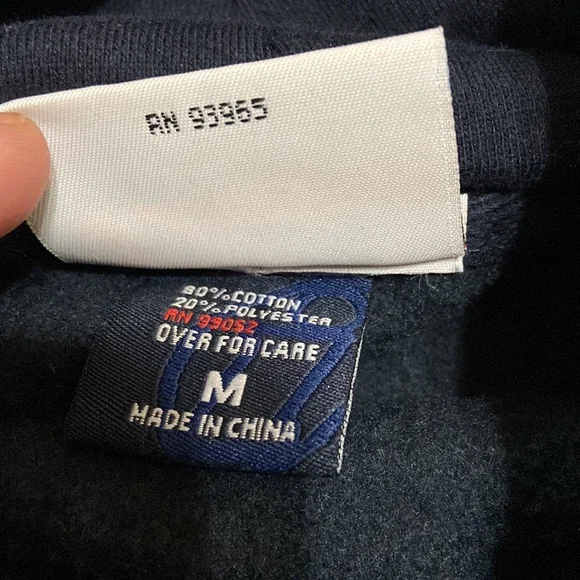 RN 93965
80% COTTON
20% POLYESTER
RN 99052
OVER FOR CARE
M
MADE IN CHINA